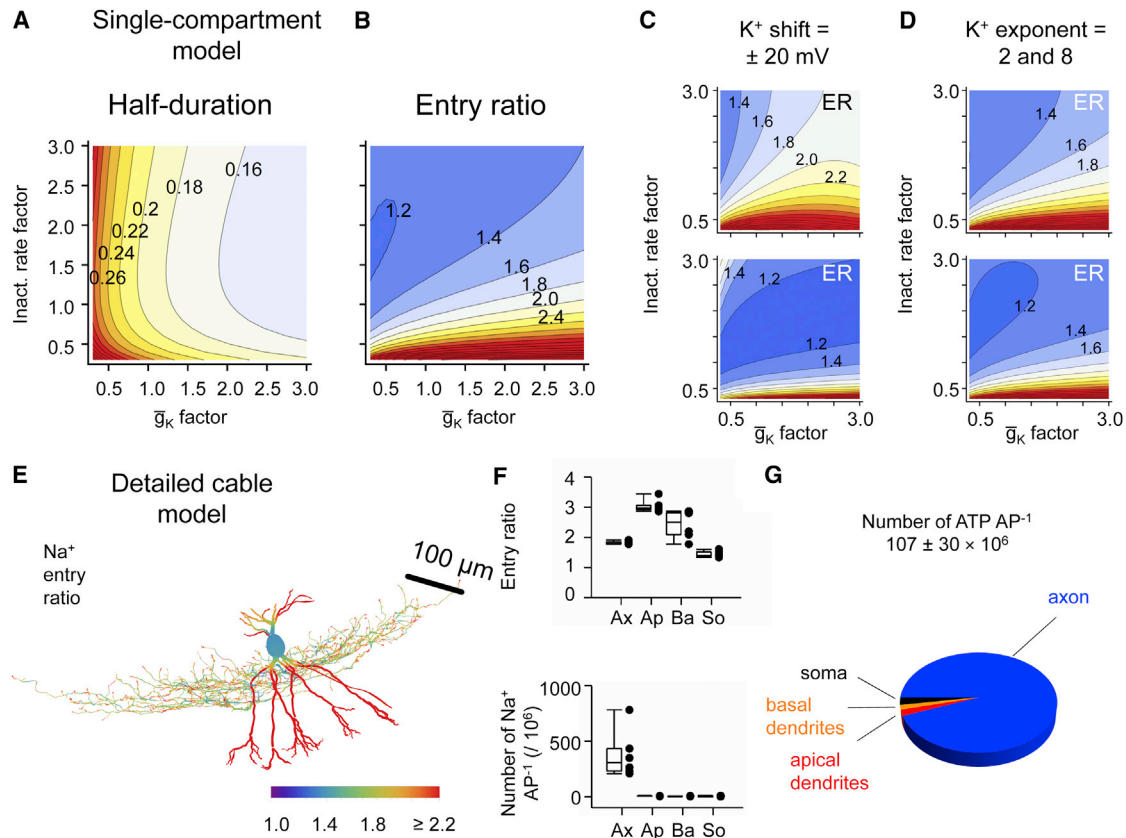 A
Single-compartment
model
B
C
K+ shift =
± 20 mV
D
K+ exponent =
2 and 8
Half-duration
Entry ratio
Inact. rate factor
3.0
2.5
2.0
1.5
1.0
0.5
0.16
0.18
0.2
0.22
0.24
0.26
0.5
1.0
1.5
2.0
2.5
3.0
g̅K factor
1.2
1.4
1.6
1.8
2.0
2.4
0.5
1.0
1.5
2.0
2.5
3.0
g̅K factor
Inact. rate factor
3.0
0.5
ER
1.4
1.6
1.8
2.0
2.2
3.0
0.5
ER
1.4
1.6
1.8
Inact. rate factor
3.0
0.5
ER
1.4
1.2
1.2
1.4
0.5
3.0
g̅K factor
3.0
0.5
ER
1.2
1.4
1.6
0.5
3.0
g̅K factor
E
Detailed cable
model
Na+
entry
ratio
100 µm
1.0
1.4
1.8
≥ 2.2
F
Entry ratio
4
3
2
1
0
Ax
Ap
Ba
So
Number of Na+
AP-1 (/ 10^6)
1000
500
0
Ax
Ap
Ba
So
G
Number of ATP AP-1
107 ± 30 × 10^6
axon
soma
basal
dendrites
apical
dendrites